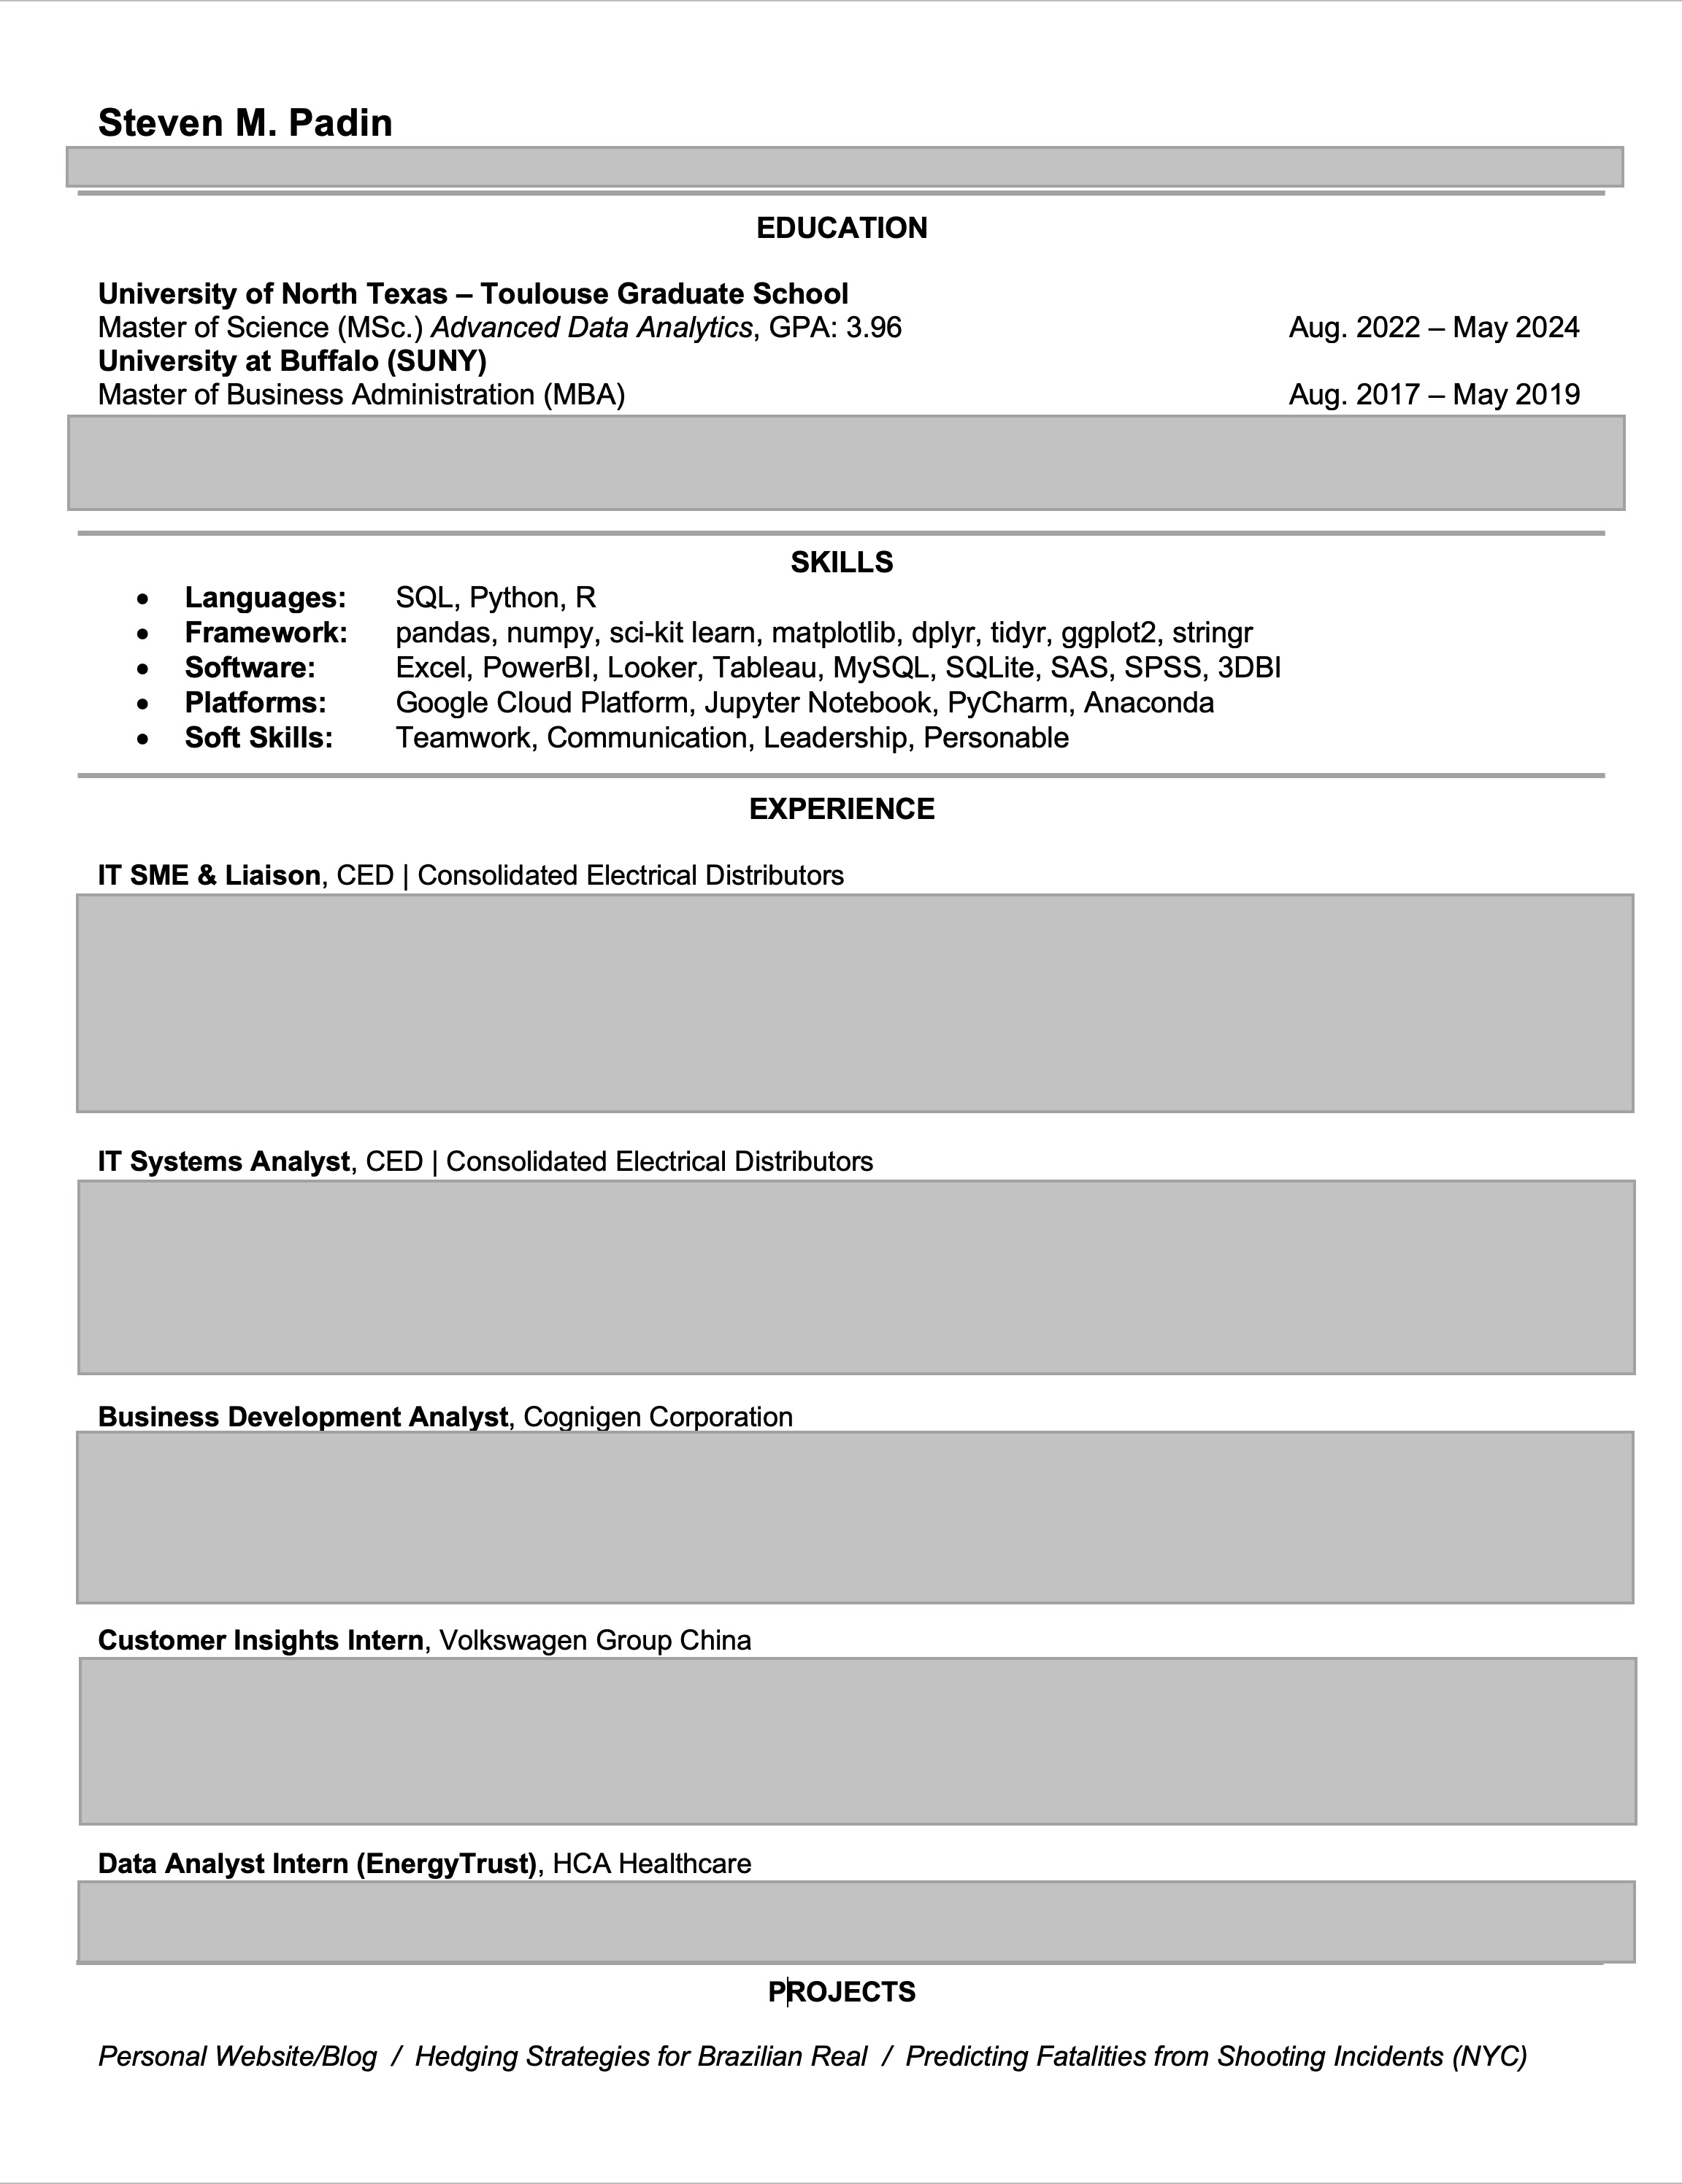 Steven M. Padin
EDUCATION
University of North Texas – Toulouse Graduate School
Master of Science (MSc.) Advanced Data Analytics, GPA: 3.96 Aug. 2022 – May 2024
University at Buffalo (SUNY)
Master of Business Administration (MBA) Aug. 2017 – May 2019
SKILLS
• Languages: SQL, Python, R
• Framework: pandas, numpy, sci-kit learn, matplotlib, dplyr, tidyr, ggplot2, stringr
• Software: Excel, PowerBI, Looker, Tableau, MySQL, SQLite, SAS, SPSS, 3DBI
• Platforms: Google Cloud Platform, Jupyter Notebook, PyCharm, Anaconda
• Soft Skills: Teamwork, Communication, Leadership, Personable
EXPERIENCE
IT SME & Liaison, CED | Consolidated Electrical Distributors
IT Systems Analyst, CED | Consolidated Electrical Distributors
Business Development Analyst, Cognigen Corporation
Customer Insights Intern, Volkswagen Group China
Data Analyst Intern (EnergyTrust), HCA Healthcare
PROJECTS
Personal Website/Blog / Hedging Strategies for Brazilian Real / Predicting Fatalities from Shooting Incidents (NYC)